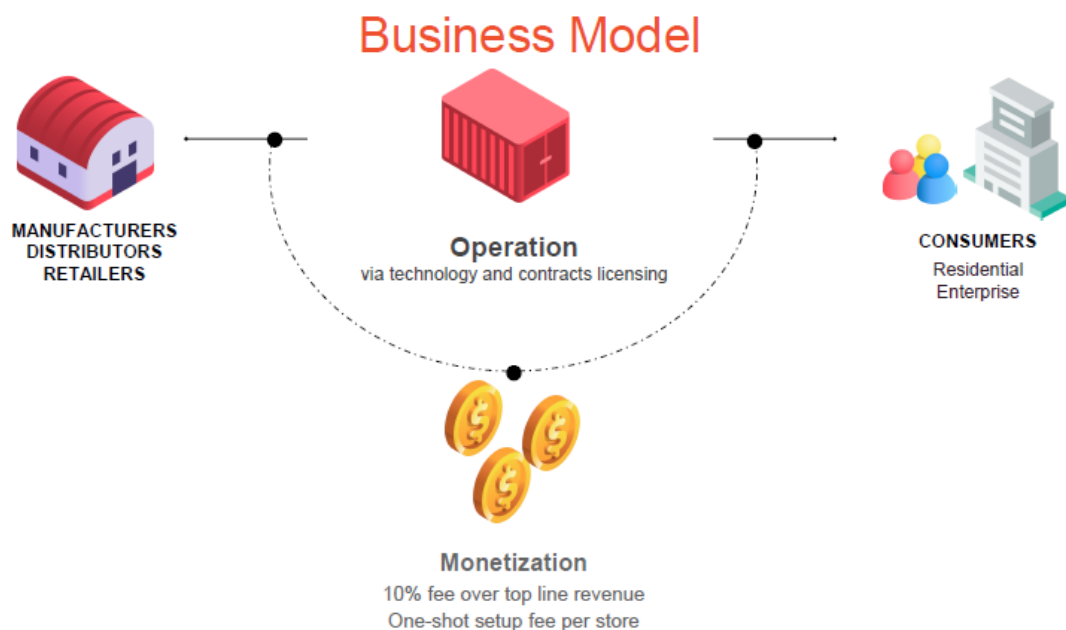 Business Model
MANUFACTURERS
DISTRIBUTORS
RETAILERS
Operation
via technology and contracts licensing
CONSUMERS
Residential
Enterprise
Monetization
10% fee over top line revenue
One-shot setup fee per store